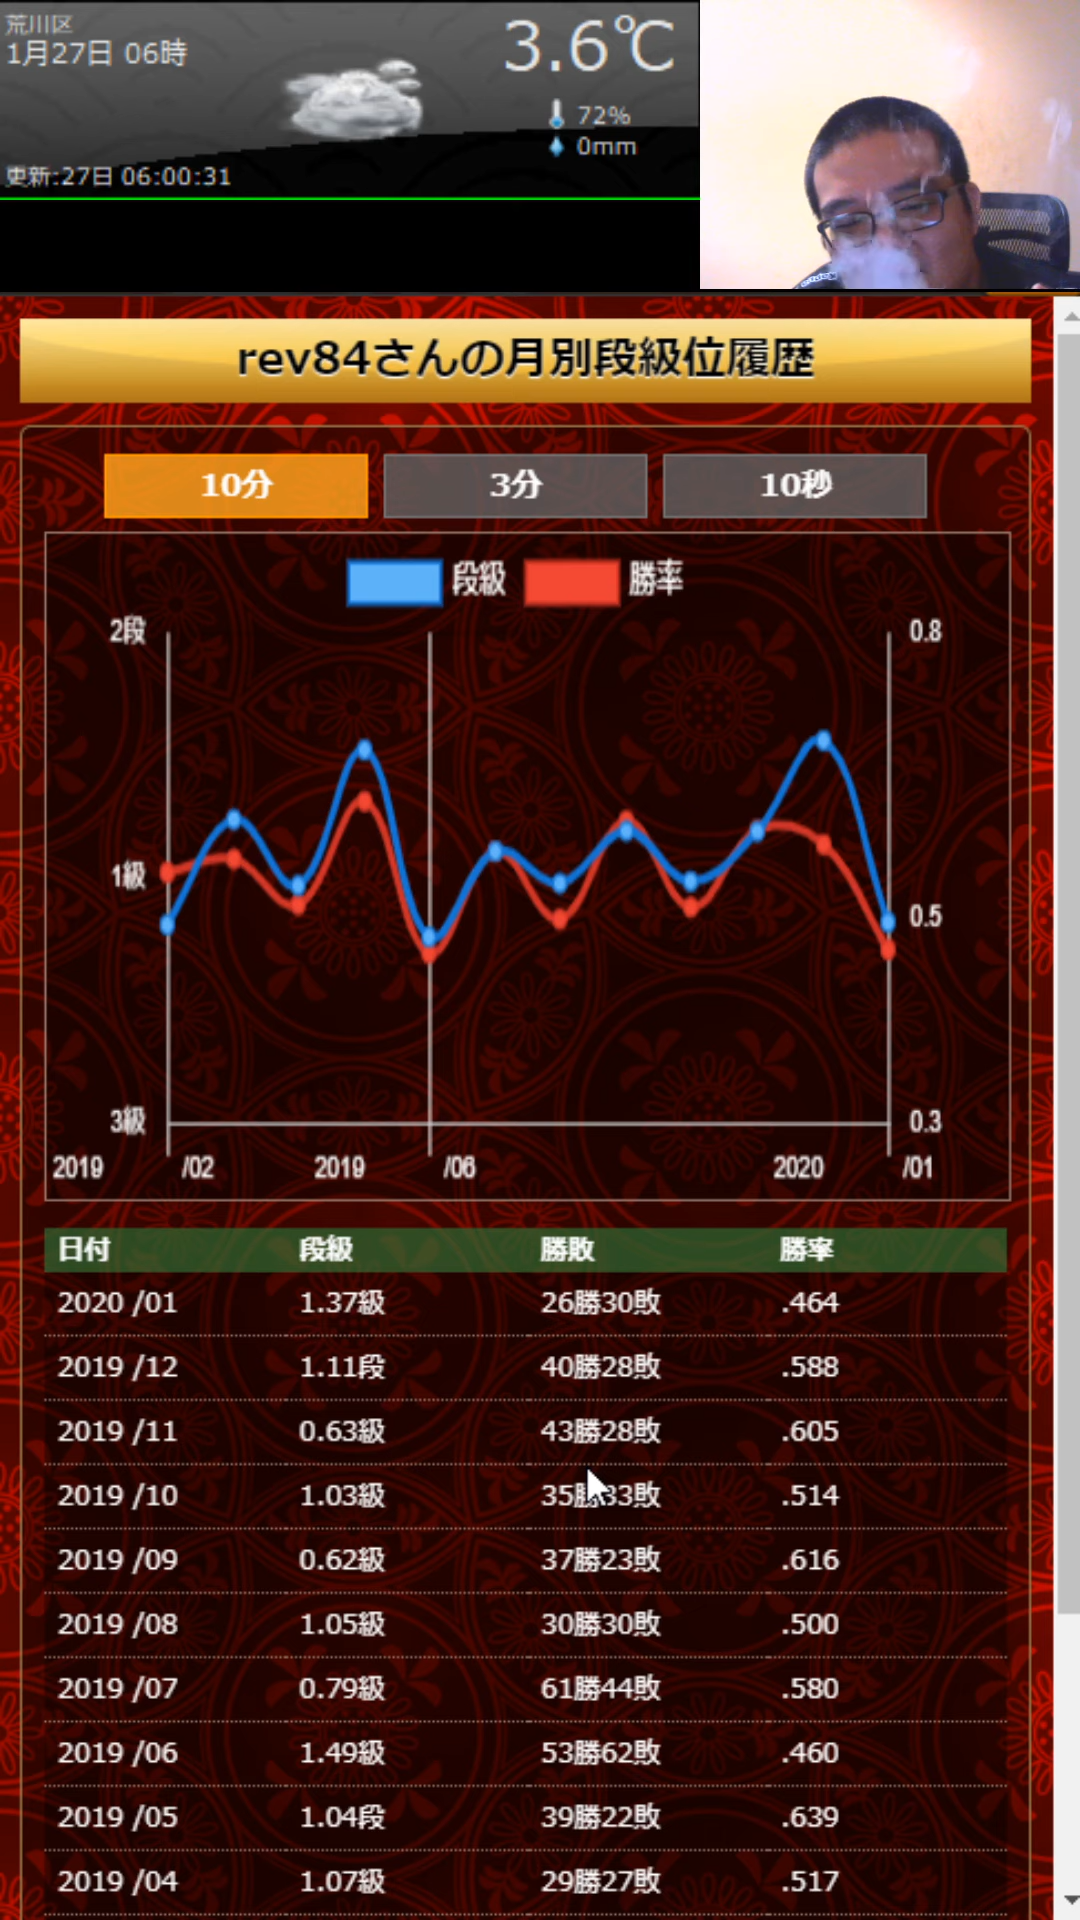 荒川区
1月27日 06時
3.6℃
72%
0mm
更新:27日 06:00:31
rev84さんの月別段級位履歴
10分 3分 10秒
段級 勝率
2段 0.8
1級 0.5
3級 0.3
2019 /02 2019 /06 2020 /01
日付 段級 勝敗 勝率
2020 /01 1.37級 26勝30敗 .464
2019 /12 1.11段 40勝28敗 .588
2019 /11 0.63級 43勝28敗 .605
2019 /10 1.03級 35勝33敗 .514
2019 /09 0.62級 37勝23敗 .616
2019 /08 1.05級 30勝30敗 .500
2019 /07 0.79級 61勝44敗 .580
2019 /06 1.49級 53勝62敗 .460
2019 /05 1.04段 39勝22敗 .639
2019 /04 1.07級 29勝27敗 .517